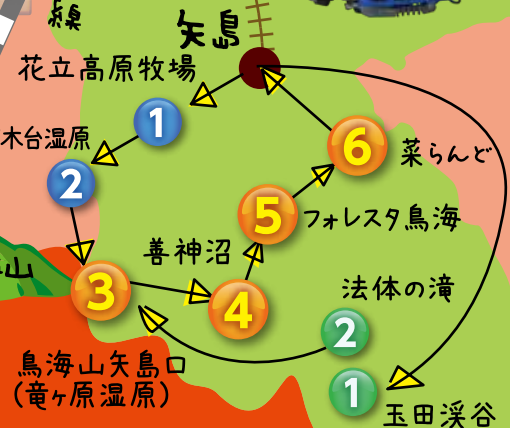 線
矢島
花立高原牧場
1
木台湿原
2
6
菜らんど
5
フォレスタ鳥海
善神沼
山
3
4
法体の滝
2
鳥海山矢島口
(竜ヶ原湿原)
1
玉田渓谷